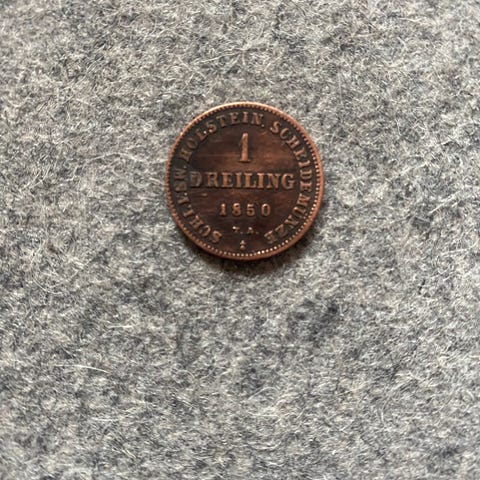 SCHLESW. HOLSTEIN. SCHEIDEMÜNZE
1
DREILING
1850
T.A.